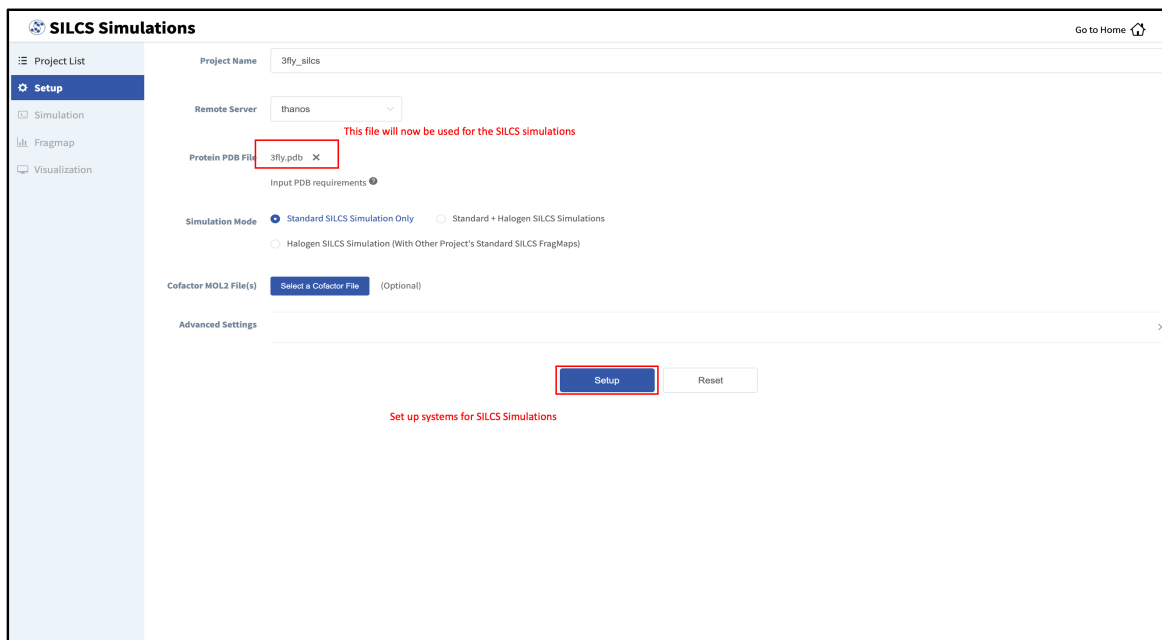 SILCS Simulations
Go to Home
Project List
Setup
Simulation
Fragmap
Visualization
Project Name 3fly_silcs
Remote Server thanos
This file will now be used for the SILCS simulations
Protein PDB File 3fly.pdb ✕
Input PDB requirements ?
Simulation Mode Standard SILCS Simulation Only Standard + Halogen SILCS Simulations
Halogen SILCS Simulation (With Other Project's Standard SILCS FragMaps)
Cofactor MOL2 File(s) Select a Cofactor File (Optional)
Advanced Settings
Setup Reset
Set up systems for SILCS Simulations